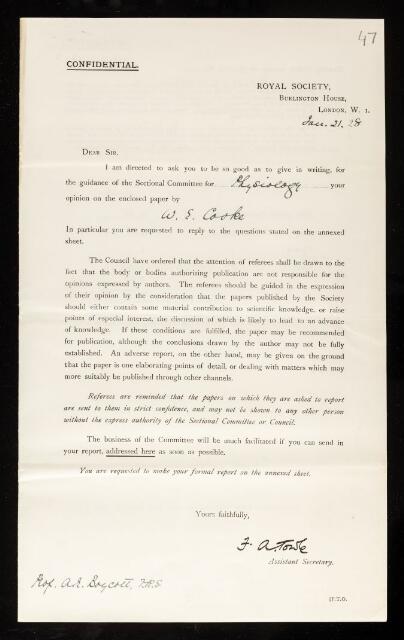 47
CONFIDENTIAL.
ROYAL SOCIETY,
BURLINGTON HOUSE,
LONDON, W. 1.
Jan. 21. 28
DEAR SIR,
I am directed to ask you to be so good as to give in writing, for
the guidance of the Sectional Committee for Physiology your
opinion on the enclosed paper by
W. E. Cooke
In particular you are requested to reply to the questions stated on the annexed
sheet.
The Council have ordered that the attention of referees shall be drawn to the
fact that the body or bodies authorizing publication are not responsible for the
opinions expressed by authors. The referees should be guided in the expression
of their opinion by the consideration that the papers published by the Society
should either contain some material contribution to scientific knowledge, or raise
points of especial interest, the discussion of which is likely to lead to an advance
of knowledge. If these conditions are fulfilled, the paper may be recommended
for publication, although the conclusions drawn by the author may not be fully
established. An adverse report, on the other hand, may be given on the ground
that the paper is one elaborating points of detail, or dealing with matters which may
more suitably be published through other channels.
Referees are reminded that the papers on which they are asked to report
are sent to them in strict confidence, and may not be shown to any other person
without the express authority of the Sectional Committee or Council.
The business of the Committee will be much facilitated if you can send in
your report, addressed here as soon as possible.
You are requested to make your formal report on the annexed sheet.
Yours faithfully,
F. A. Towle
Assistant Secretary.
Prof. A. E. Boycott, F.R.S
[P.T.O.